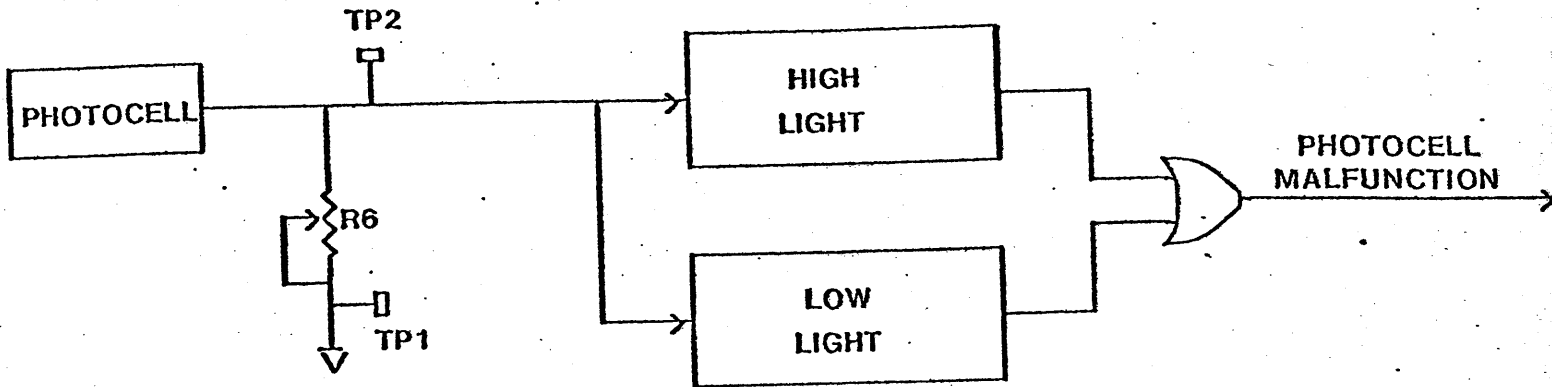 TP2
PHOTOCELL
HIGH
LIGHT
PHOTOCELL
MALFUNCTION
R6
LOW
LIGHT
TP1